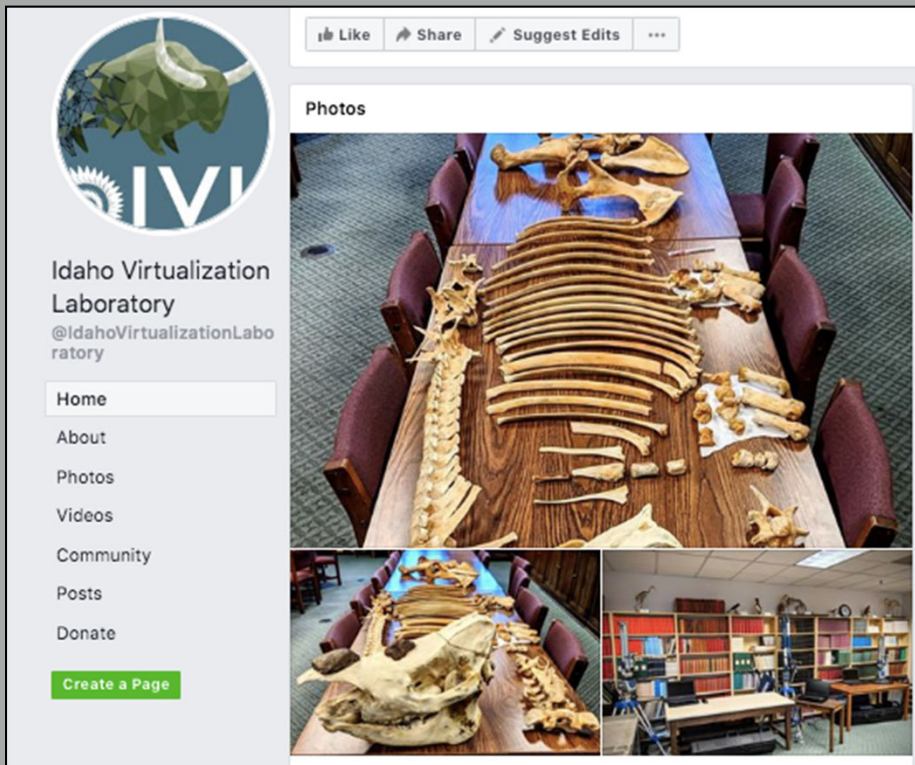 Like
Share
Suggest Edits
...
Photos
IVI
Idaho Virtualization
Laboratory
@IdahoVirtualizationLabo
ratory
Home
About
Photos
Videos
Community
Posts
Donate
Create a Page